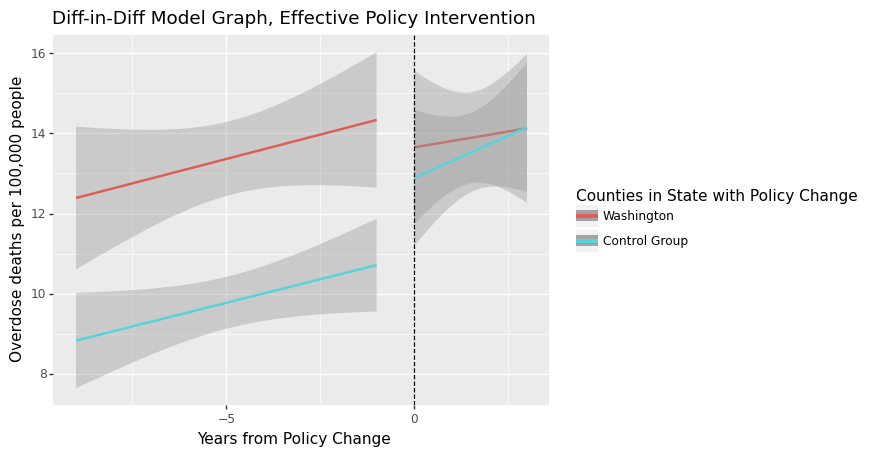 Diff-in-Diff Model Graph, Effective Policy Intervention
Overdose deaths per 100,000 people
16
14
12
10
8
−5
0
Years from Policy Change
Counties in State with Policy Change
Washington
Control Group